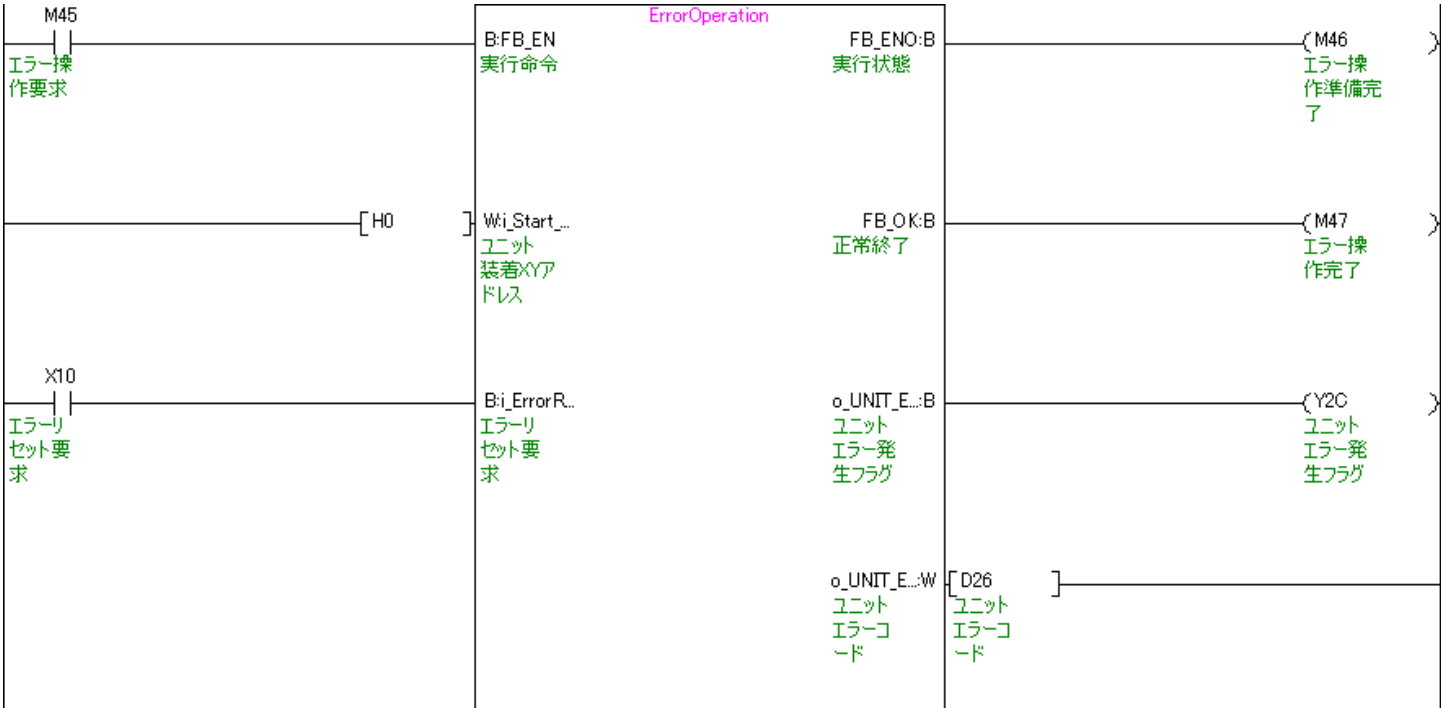 ErrorOperation
M45
エラー操
作要求
B:FB_EN
実行命令
FB_ENO:B
実行状態
M46
エラー操
作準備完
了
H0
W:i_Start_...
ユニット
装着XYア
ドレス
FB_OK:B
正常終了
M47
エラー操
作完了
X10
エラーリ
セット要
求
B:i_ErrorR...
エラーリ
セット要
求
o_UNIT_E...:B
ユニット
エラー発
生フラグ
Y2C
ユニット
エラー発
生フラグ
o_UNIT_E...:W
ユニット
エラーコ
ード
D26
ユニット
エラーコ
ード